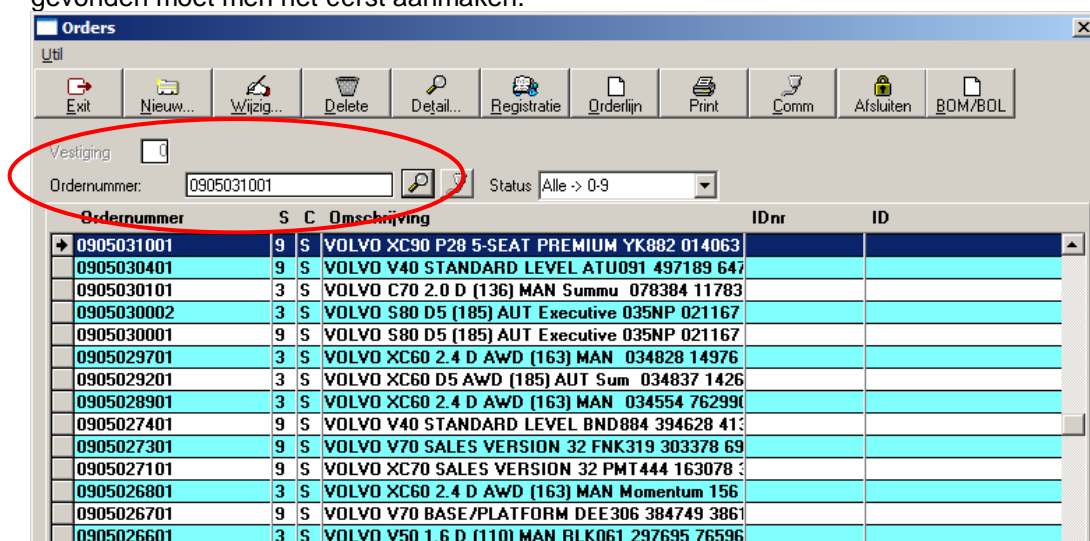 gevonden moet men het eerst aanmaken.
Orders
Util
Exit Nieuw... Wijzig... Delete Detail... Registratie Orderlijn Print Comm Afsluiten BOM/BOL
Vestiging 0
Ordernummer: 0905031001 Status Alle -> 0-9
Ordernummer S C Omschrijving IDnr ID
0905031001 9 S VOLVO XC90 P28 5-SEAT PREMIUM YK882 014063
0905030401 9 S VOLVO V40 STANDARD LEVEL ATU091 497189 647
0905030101 3 S VOLVO C70 2.0 D (136) MAN Summu 078384 11783
0905030002 3 S VOLVO S80 D5 (185) AUT Executive 035NP 021167
0905030001 9 S VOLVO S80 D5 (185) AUT Executive 035NP 021167
0905029701 3 S VOLVO XC60 2.4 D AWD (163) MAN 034828 14976
0905029201 3 S VOLVO XC60 D5 AWD (185) AUT Sum 034837 1426
0905028901 3 S VOLVO XC60 2.4 D AWD (163) MAN 034554 76299
0905027401 9 S VOLVO V40 STANDARD LEVEL BND884 394628 41
0905027301 9 S VOLVO V70 SALES VERSION 32 FNK319 303378 69
0905027101 9 S VOLVO XC70 SALES VERSION 32 PMT444 163078
0905026801 3 S VOLVO XC60 2.4 D AWD (163) MAN Momentum 156
0905026701 9 S VOLVO V70 BASE/PLATFORM DEE306 384749 3861
0905026601 3 S VOLVO V50 1.6 D (110) MAN BLK061 297695 76596